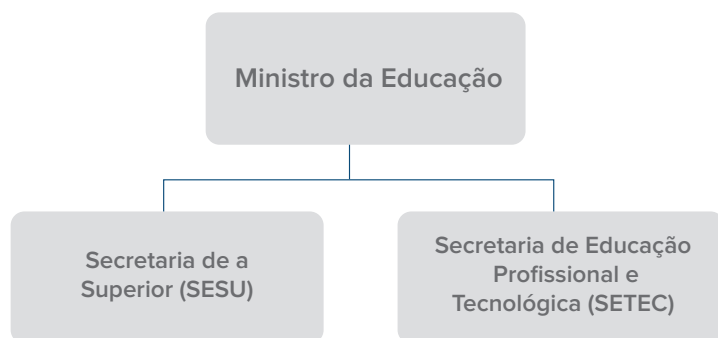 Ministro da Educação
Secretaria de a
Superior (SESU)
Secretaria de Educação
Profissional e
Tecnológica (SETEC)